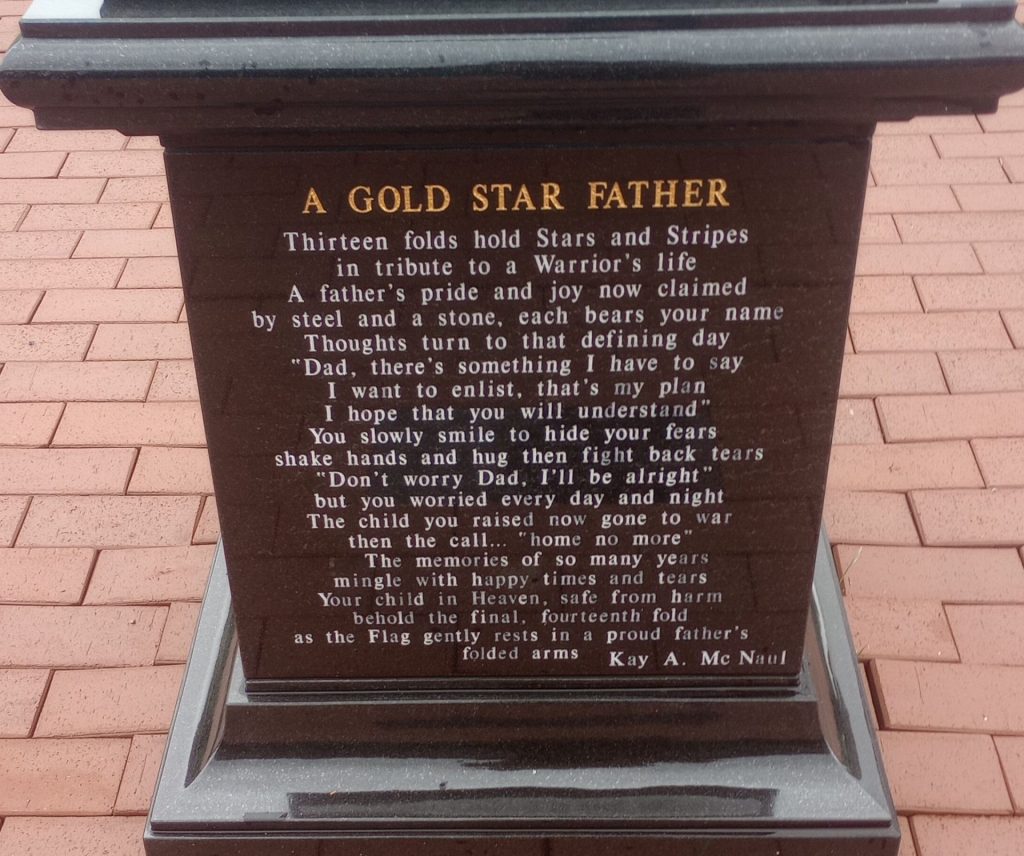 A GOLD STAR FATHER
Thirteen folds hold Stars and Stripes
in tribute to a Warrior's life
A father's pride and joy now claimed
by steel and a stone, each bears your name
Thoughts turn to that defining day
"Dad, there's something I have to say
I want to enlist, that's my plan
I hope that you will understand"
You slowly smile to hide your fears
shake hands and hug then fight back tears
"Don't worry Dad, I'll be alright"
but you worried every day and night
The child you raised now gone to war
then the call... "home no more"
The memories of so many years
mingle with happy times and tears
Your child in Heaven, safe from harm
behold the final, fourteenth fold
as the Flag gently rests in a proud father's
folded arms
Kay A. Mc Naul